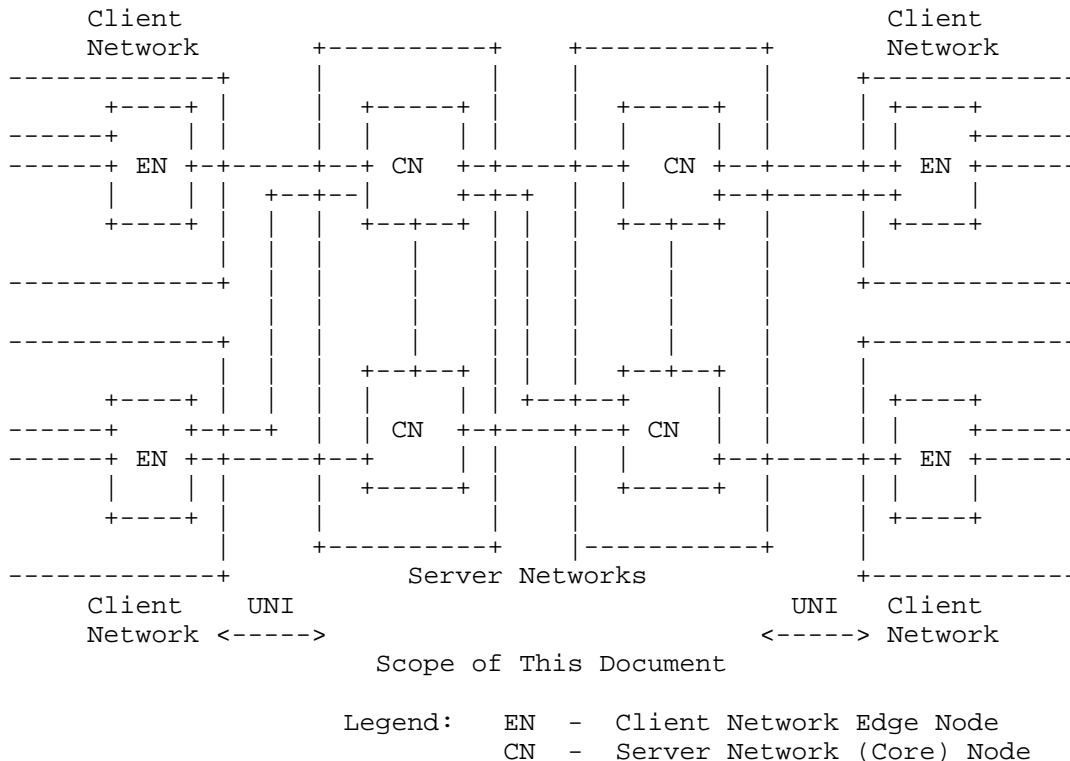 Client Client
Network Network
EN CN CN EN
EN CN CN EN
Server Networks
Client UNI UNI Client
Network <-----> <-----> Network
Scope of This Document
Legend: EN - Client Network Edge Node
CN - Server Network (Core) Node